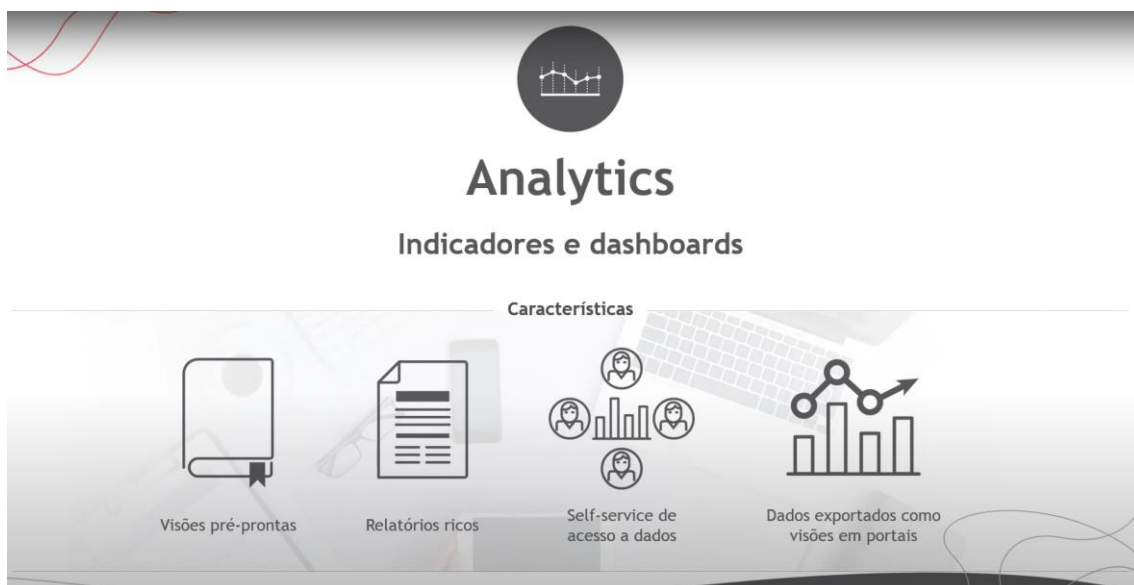 Analytics
Indicadores e dashboards
Características
Visões pré-prontas
Relatórios ricos
Self-service de
acesso a dados
Dados exportados como
visões em portais